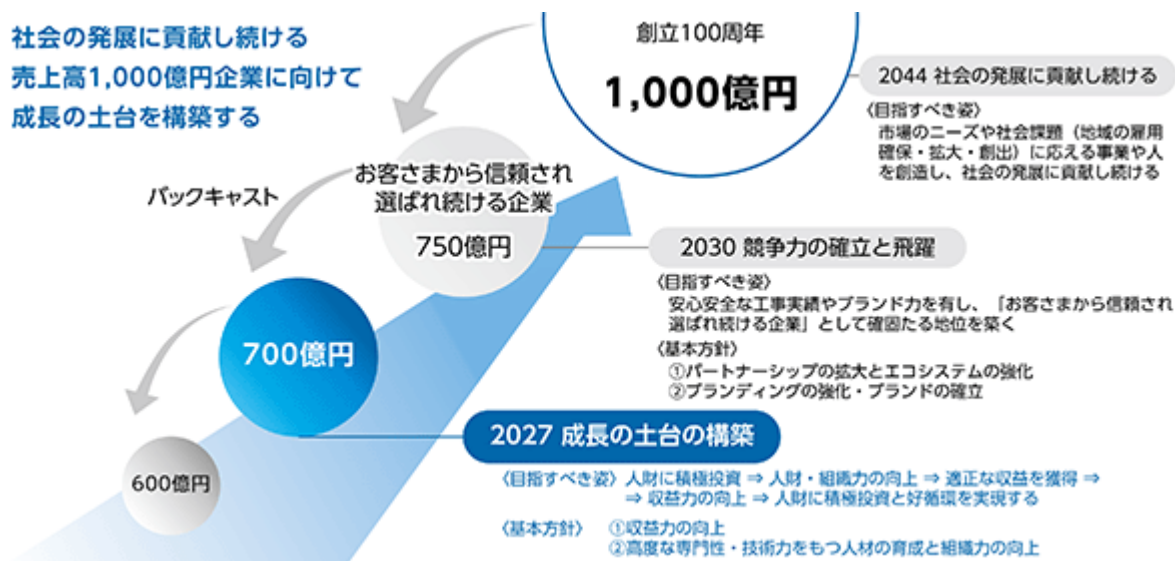 社会の発展に貢献し続ける
売上高1,000億円企業に向けて
成長の土台を構築する
創立100周年
1,000億円
2044 社会の発展に貢献し続ける
〈目指すべき姿〉
市場のニーズや社会課題（地域の雇用
確保・拡大・創出）に応える事業や人
を創造し、社会の発展に貢献し続ける
バックキャスト
お客さまから信頼され
選ばれ続ける企業
750億円
2030 競争力の確立と飛躍
〈目指すべき姿〉
安心安全な工事実績やブランド力を有し、「お客さまから信頼され
選ばれ続ける企業」として確固たる地位を築く
〈基本方針〉
①パートナーシップの拡大とエコシステムの強化
②ブランディングの強化・ブランドの確立
700億円
2027 成長の土台の構築
〈目指すべき姿〉人財に積極投資 ⇒ 人財・組織力の向上 ⇒ 適正な収益を獲得 ⇒
⇒ 収益力の向上 ⇒ 人財に積極投資と好循環を実現する
〈基本方針〉 ①収益力の向上
②高度な専門性・技術力をもつ人材の育成と組織力の向上
600億円